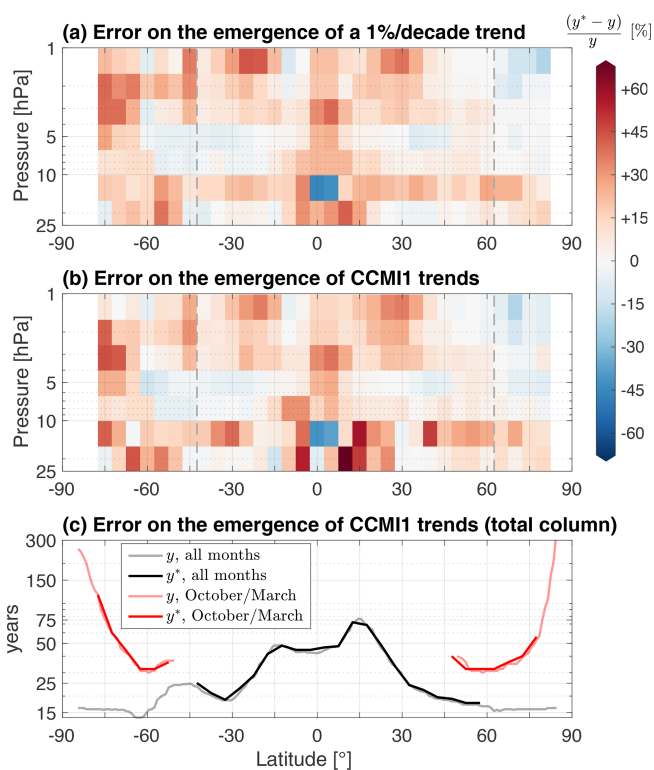 (a) Error on the emergence of a 1%/decade trend
(y* − y)
y
[%]
1
5
10
25
Pressure [hPa]
-90 -60 -30 0 30 60 90
+60
+45
+30
+15
0
-15
-30
-45
-60
(b) Error on the emergence of CCMI1 trends
1
5
10
25
Pressure [hPa]
-90 -60 -30 0 30 60 90
(c) Error on the emergence of CCMI1 trends (total column)
300
150
75
50
25
15
years
y, all months
y*, all months
y, October/March
y*, October/March
-90 -60 -30 0 30 60 90
Latitude [°]